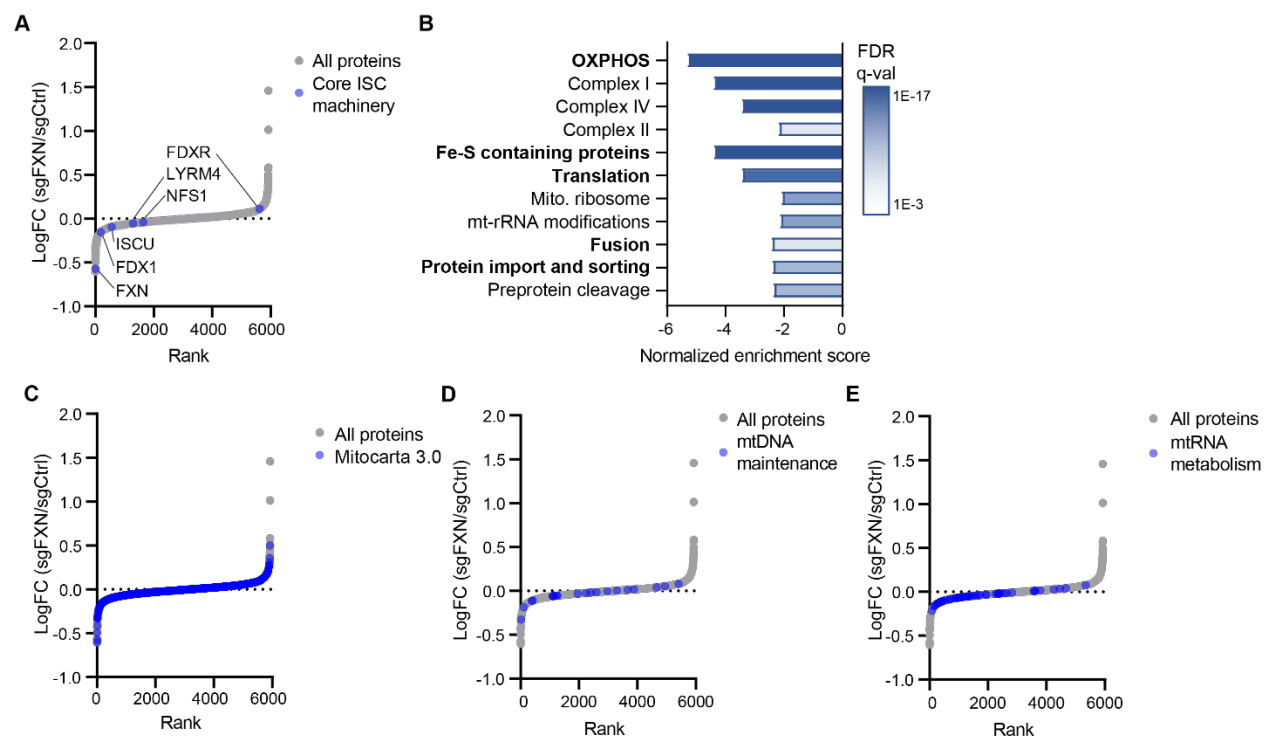 A
LogFC (sgFXN/sgCtrl)
2.0
1.5
1.0
0.5
0.0
-0.5
-1.0
0
2000
4000
6000
Rank
All proteins
Core ISC
machinery
FDXR
LYRM4
NFS1
ISCU
FDX1
FXN
B
OXPHOS
Complex I
Complex IV
Complex II
Fe-S containing proteins
Translation
Mito. ribosome
mt-rRNA modifications
Fusion
Protein import and sorting
Preprotein cleavage
-6
-4
-2
0
Normalized enrichment score
FDR
q-val
1E-17
1E-3
C
LogFC (sgFXN/sgCtrl)
2.0
1.5
1.0
0.5
0.0
-0.5
-1.0
0
2000
4000
6000
Rank
All proteins
Mitocarta 3.0
D
LogFC (sgFXN/sgCtrl)
2.0
1.5
1.0
0.5
0.0
-0.5
-1.0
0
2000
4000
6000
Rank
All proteins
mtDNA
maintenance
E
LogFC (sgFXN/sgCtrl)
2.0
1.5
1.0
0.5
0.0
-0.5
-1.0
0
2000
4000
6000
Rank
All proteins
mtRNA
metabolism